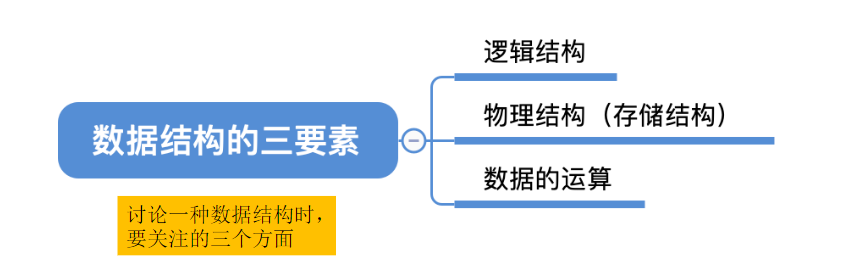 逻辑结构
物理结构（存储结构）
数据结构的三要素
数据的运算
讨论一种数据结构时，
要关注的三个方面